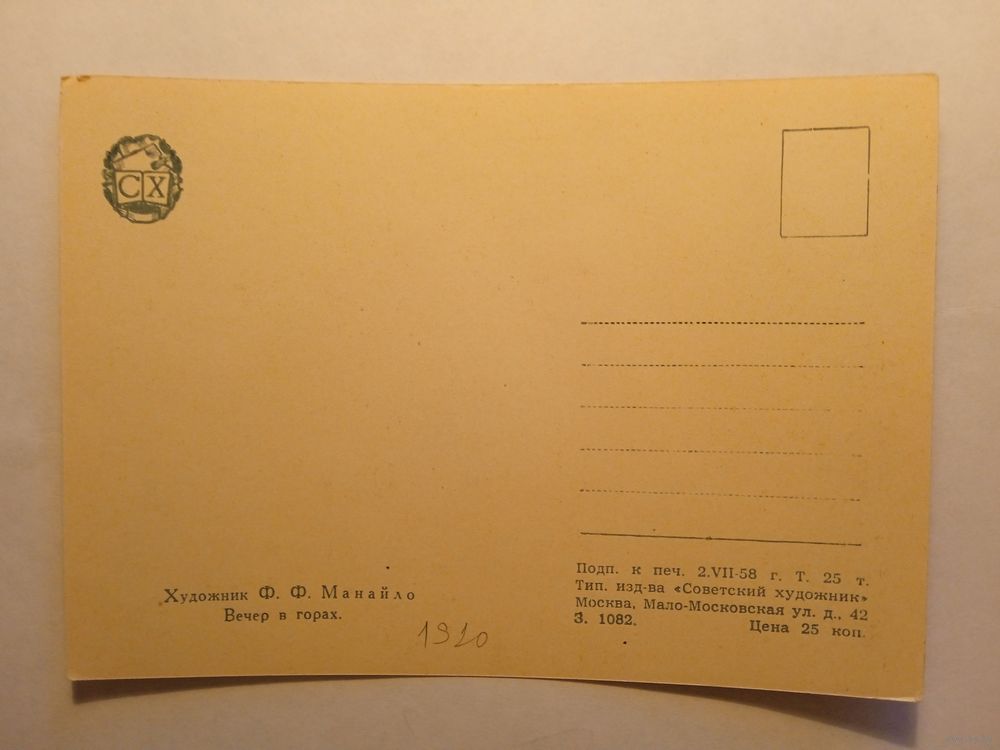 СХ
Художник Ф. Ф. Манайло
Вечер в горах.
1920
Подп. к печ. 2.VII-58 г. Т. 25 т.
Тип. изд-ва «Советский художник»
Москва, Мало-Московская ул. д., 42
З. 1082. Цена 25 коп.